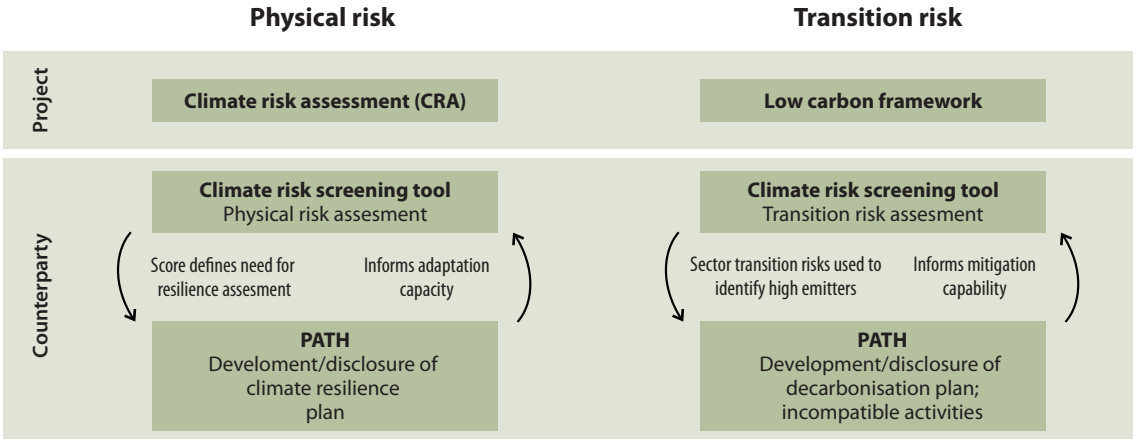 Physical risk
Transition risk
Project
Climate risk assessment (CRA)
Low carbon framework
Counterparty
Climate risk screening tool
Physical risk assesment
Score defines need for
resilience assesment
Informs adaptation
capacity
PATH
Develoment/disclosure of
climate resilience
plan
Climate risk screening tool
Transition risk assesment
Sector transition risks used to
identify high emitters
Informs mitigation
capability
PATH
Development/disclosure of
decarbonisation plan;
incompatible activities